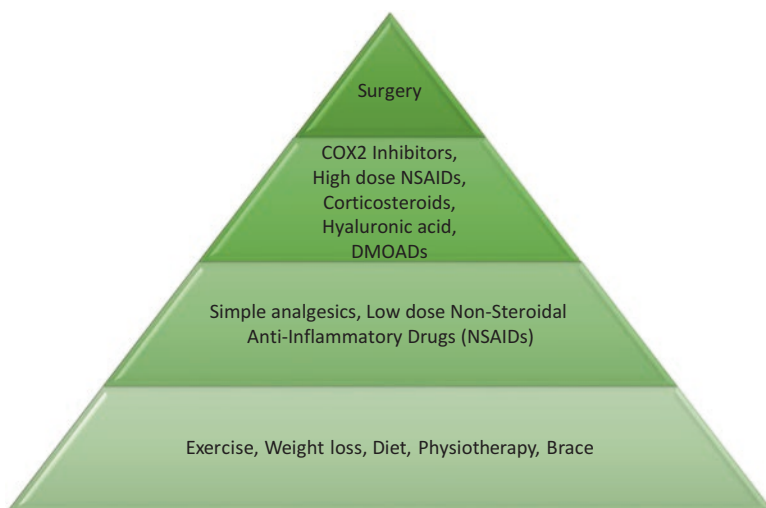 Surgery
COX2 Inhibitors,
High dose NSAIDs,
Corticosteroids,
Hyaluronic acid,
DMOADs
Simple analgesics, Low dose Non-Steroidal
Anti-Inflammatory Drugs (NSAIDs)
Exercise, Weight loss, Diet, Physiotherapy, Brace